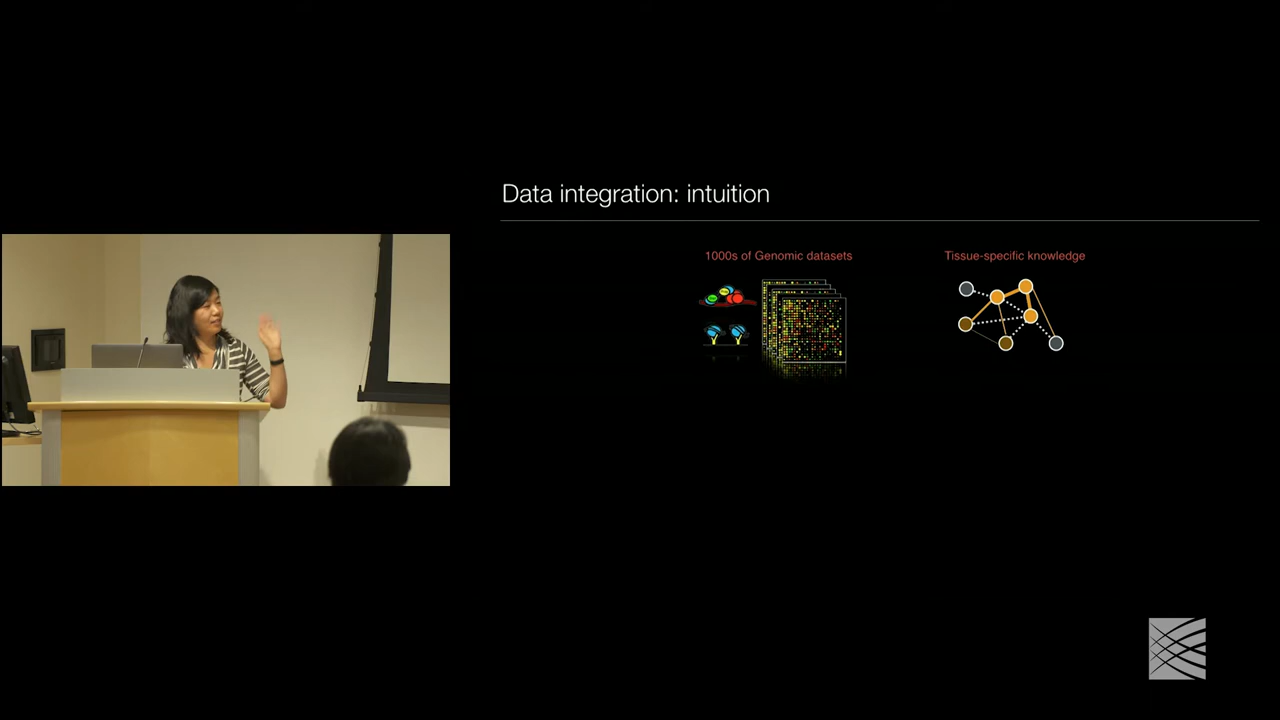 Data integration: intuition
1000s of Genomic datasets
Tissue-specific knowledge